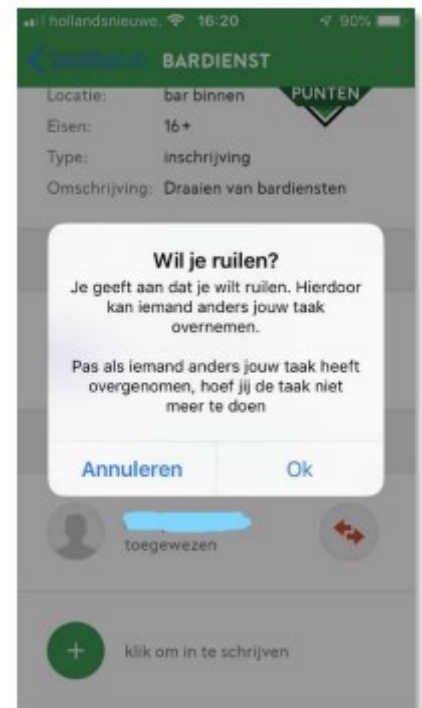 hollandsnieuwe. 16:20 90%
BARDIENST
PUNTEN
Locatie: bar binnen
Eisen: 16+
Type: inschrijving
Omschrijving: Draaien van bardiensten
Wil je ruilen?
Je geeft aan dat je wilt ruilen. Hierdoor
kan iemand anders jouw taak
overnemen.
Pas als iemand anders jouw taak heeft
overgenomen, hoef jij de taak niet
meer te doen
Annuleren Ok
toegewezen
klik om in te schrijven